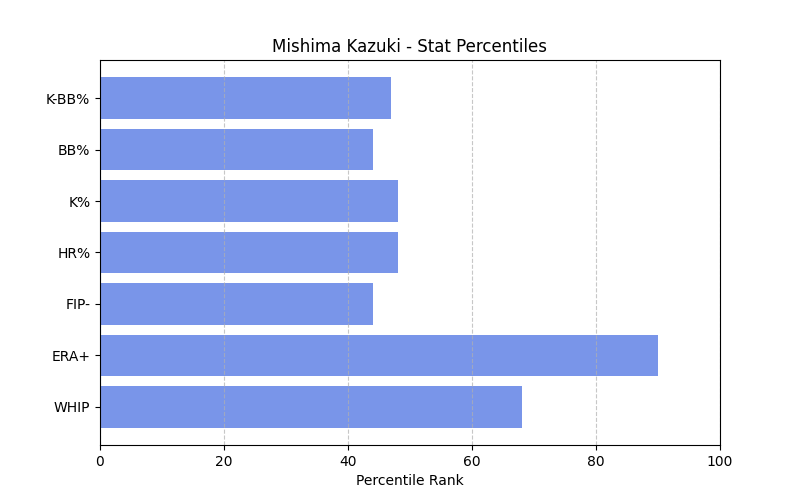 Mishima Kazuki - Stat Percentiles
K-BB%
BB%
K%
HR%
FIP-
ERA+
WHIP
0 20 40 60 80 100
Percentile Rank